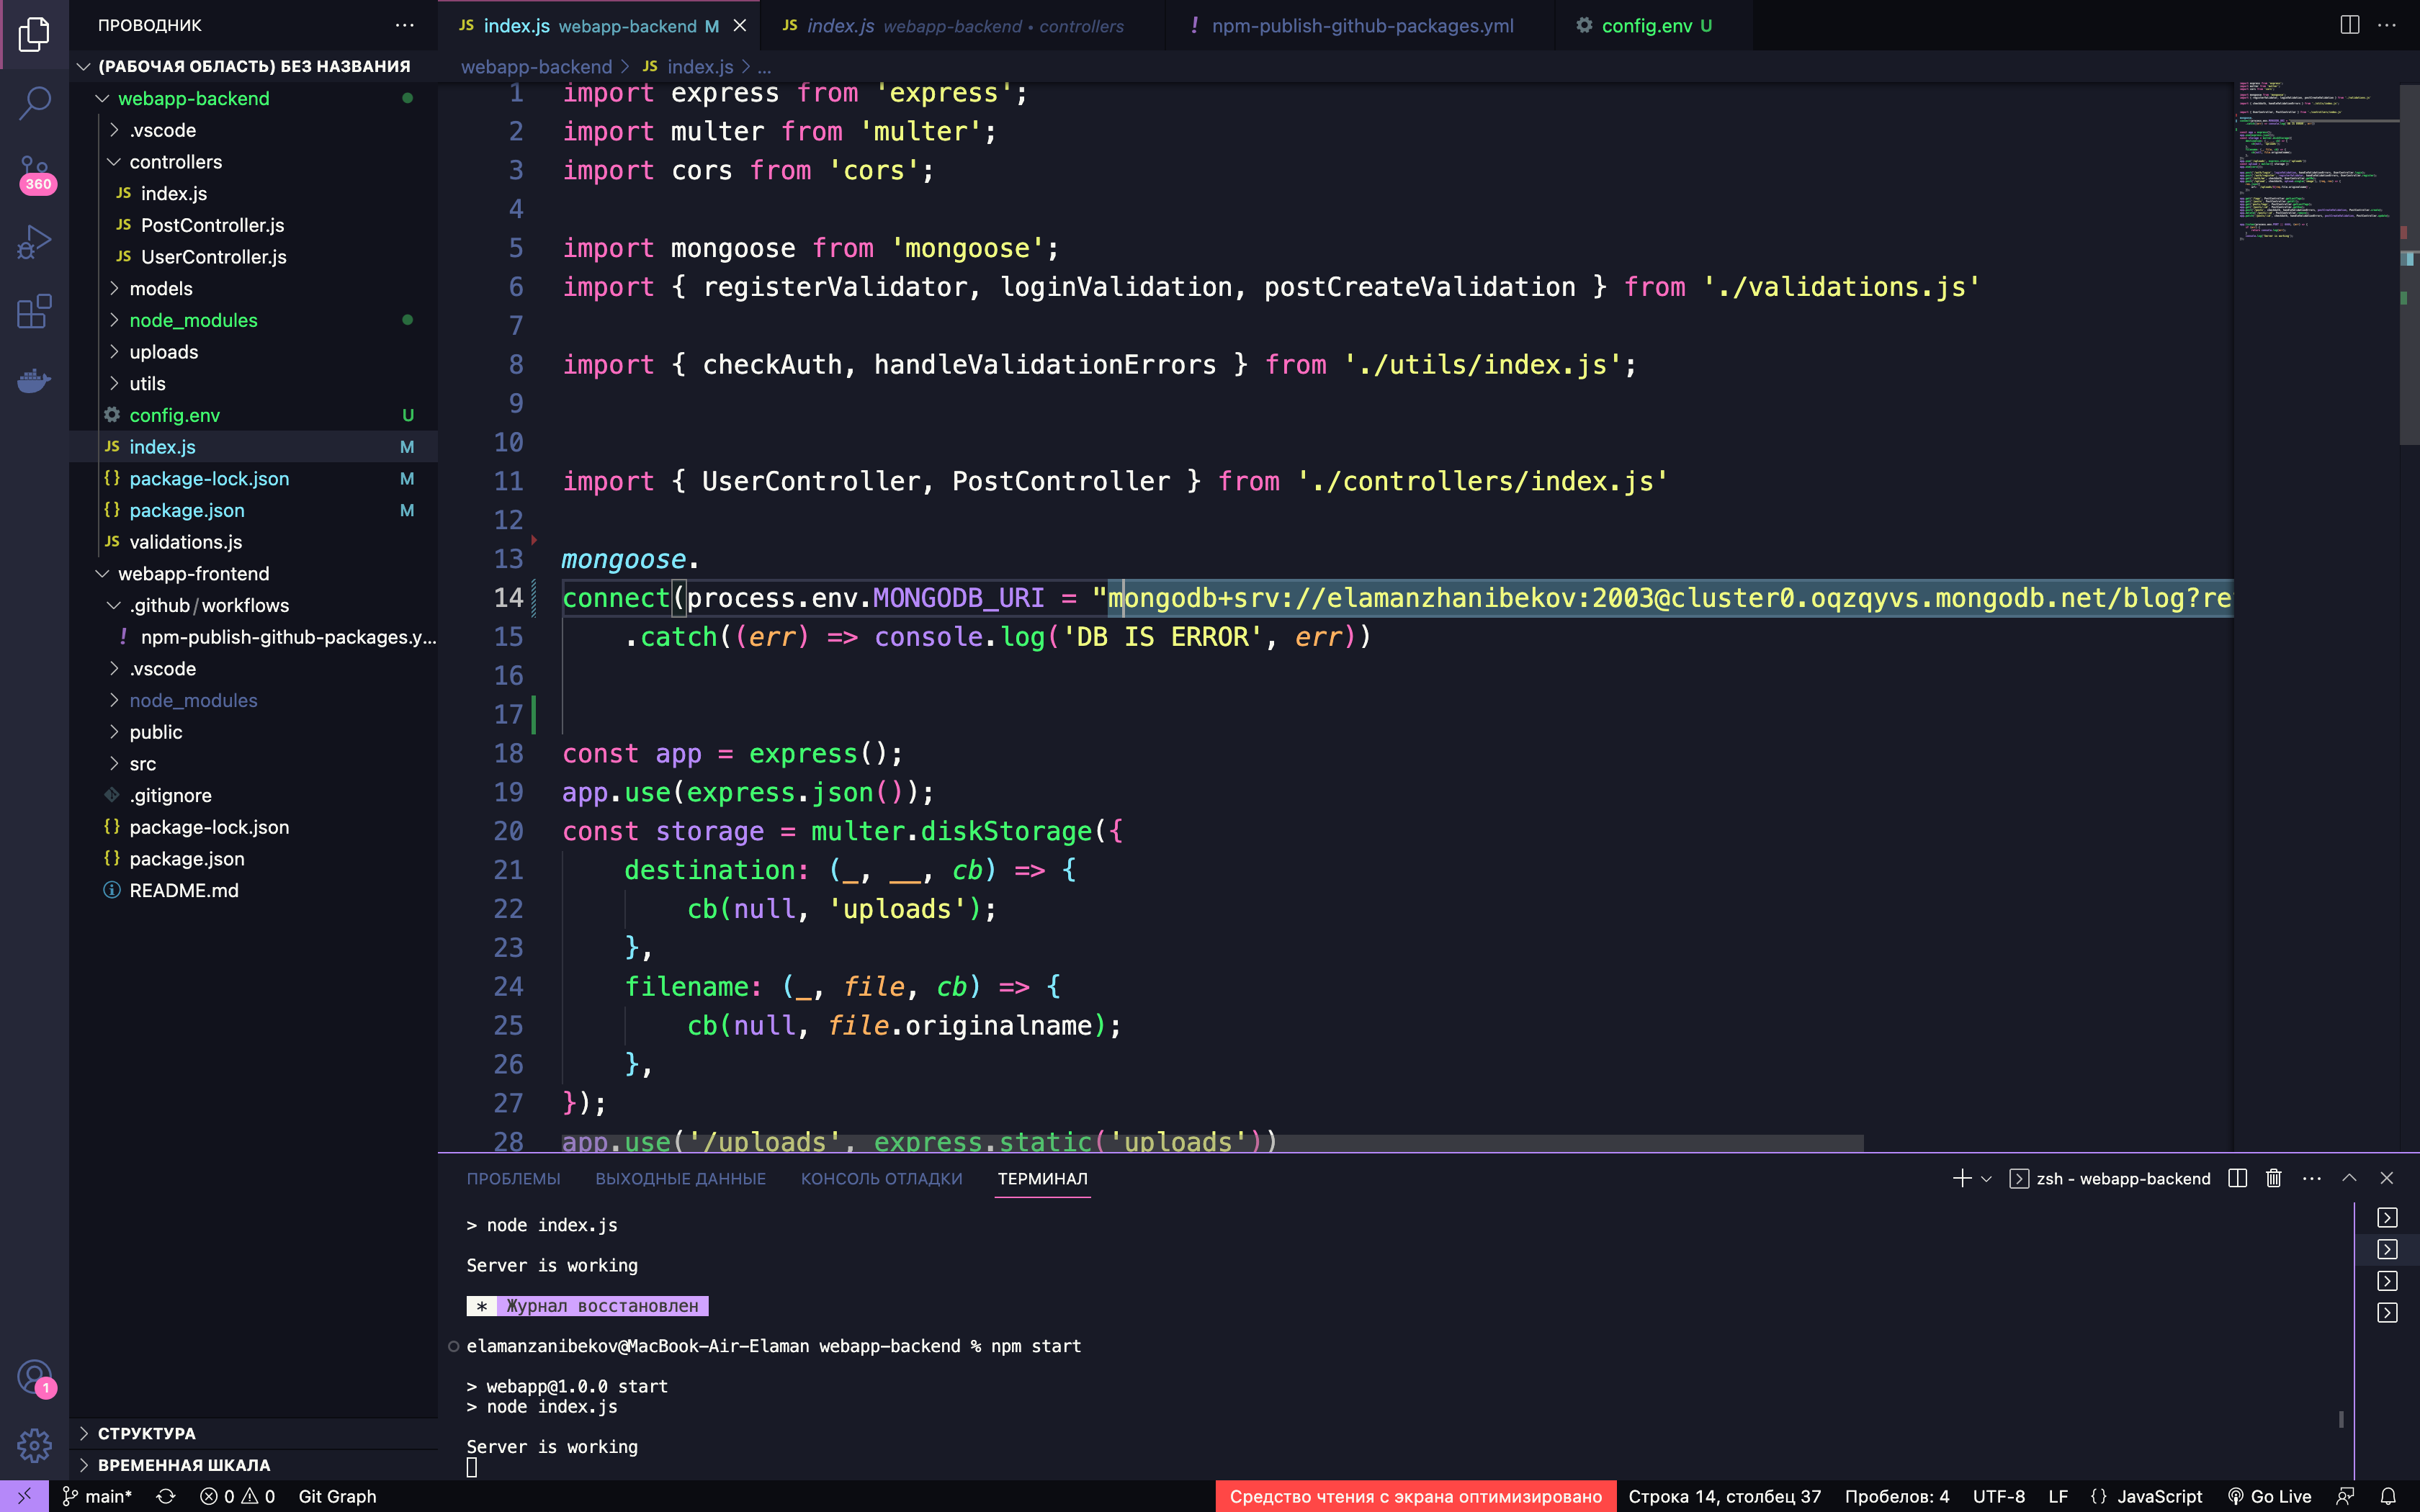 ПРОВОДНИК
(РАБОЧАЯ ОБЛАСТЬ) БЕЗ НАЗВАНИЯ
webapp-backend
.vscode
controllers
JS index.js
JS PostController.js
JS UserController.js
models
node_modules
uploads
utils
config.env U
JS index.js M
{} package-lock.json M
{} package.json M
JS validations.js
webapp-frontend
.github/workflows
! npm-publish-github-packages.y...
.vscode
node_modules
public
src
.gitignore
{} package-lock.json
{} package.json
README.md
СТРУКТУРА
ВРЕМЕННАЯ ШКАЛА
360
1
JS index.js webapp-backend M
JS index.js webapp-backend • controllers
! npm-publish-github-packages.yml
config.env U
webapp-backend > JS index.js > ...
1 import express from 'express';
2 import multer from 'multer';
3 import cors from 'cors';
4
5 import mongoose from 'mongoose';
6 import { registerValidator, loginValidation, postCreateValidation } from './validations.js'
7
8 import { checkAuth, handleValidationErrors } from './utils/index.js';
9
10
11 import { UserController, PostController } from './controllers/index.js'
12
13 mongoose.
14 connect(process.env.MONGODB_URI = "mongodb+srv://elamanzhanibekov:2003@cluster0.oqzqyvs.mongodb.net/blog?re
15 .catch((err) => console.log('DB IS ERROR', err))
16
17
18 const app = express();
19 app.use(express.json());
20 const storage = multer.diskStorage({
21 destination: (_, __, cb) => {
22 cb(null, 'uploads');
23 },
24 filename: (_, file, cb) => {
25 cb(null, file.originalname);
26 },
27 });
28 app.use('/uploads', express.static('uploads'))
ПРОБЛЕМЫ ВЫХОДНЫЕ ДАННЫЕ КОНСОЛЬ ОТЛАДКИ ТЕРМИНАЛ
zsh - webapp-backend
> node index.js
Server is working
* Журнал восстановлен
elamanzanibekov@MacBook-Air-Elaman webapp-backend % npm start
> webapp@1.0.0 start
> node index.js
Server is working
main* 0 0 Git Graph
Средство чтения с экрана оптимизировано Строка 14, столбец 37 Пробелов: 4 UTF-8 LF {} JavaScript Go Live